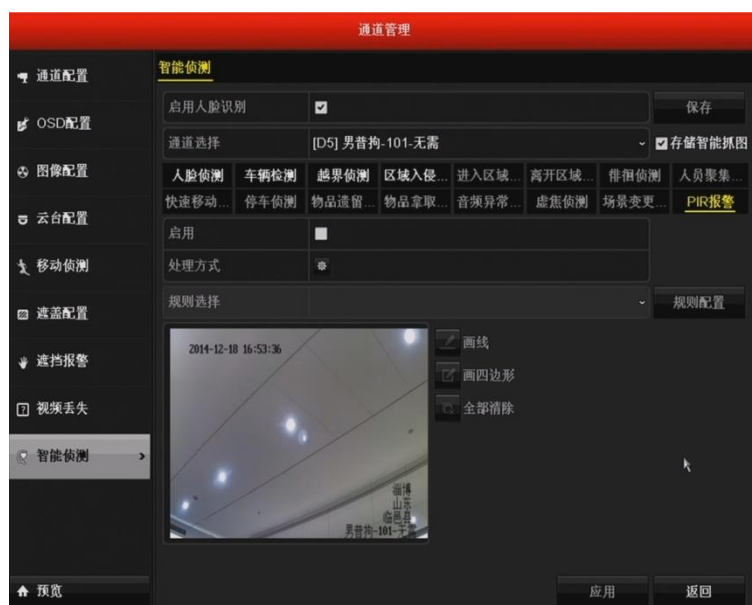 通道管理
通道配置
OSD配置
图像配置
云台配置
移动侦测
遮盖配置
遮挡报警
视频丢失
智能侦测
预览
智能侦测
启用人脸识别
保存
通道选择 [D5] 男普拘-101-无需 存储智能抓图
人脸侦测 车辆检测 越界侦测 区域入侵... 进入区域... 离开区域... 徘徊侦测 人员聚集...
快速移动... 停车侦测 物品遗留... 物品拿取... 音频异常... 虚焦侦测 场景变更... PIR报警
启用
处理方式
规则选择 规则配置
2014-12-18 16:53:36
淄博
山东
临邑县
男普拘-101-无需
画线
画四边形
全部清除
应用 返回